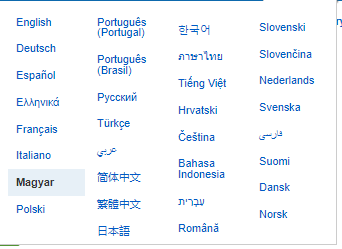 English
Deutsch
Español
Ελληνικά
Français
Italiano
Magyar
Polski
Português
(Portugal)
Português
(Brasil)
Русский
Türkçe
عربي
简体中文
繁體中文
日本語
한국어
ภาษาไทย
Tiếng Việt
Hrvatski
Čeština
Bahasa
Indonesia
עברית
Română
Slovenski
Slovenčina
Nederlands
Svenska
فارسی
Suomi
Dansk
Norsk